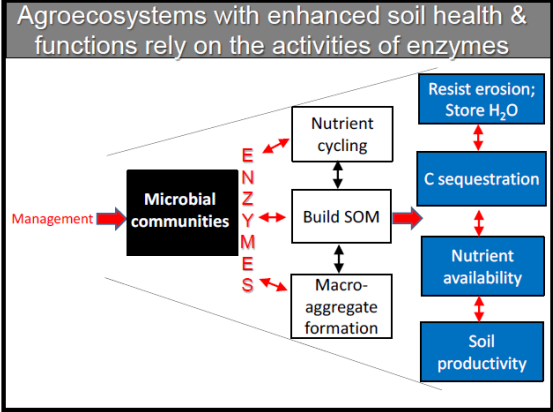 Agroecosystems with enhanced soil health &
functions rely on the activities of enzymes
Management
Microbial
communities
ENZYMES
Nutrient
cycling
Build SOM
Macro-
aggregate
formation
Resist erosion;
Store H₂O
C sequestration
Nutrient
availability
Soil
productivity